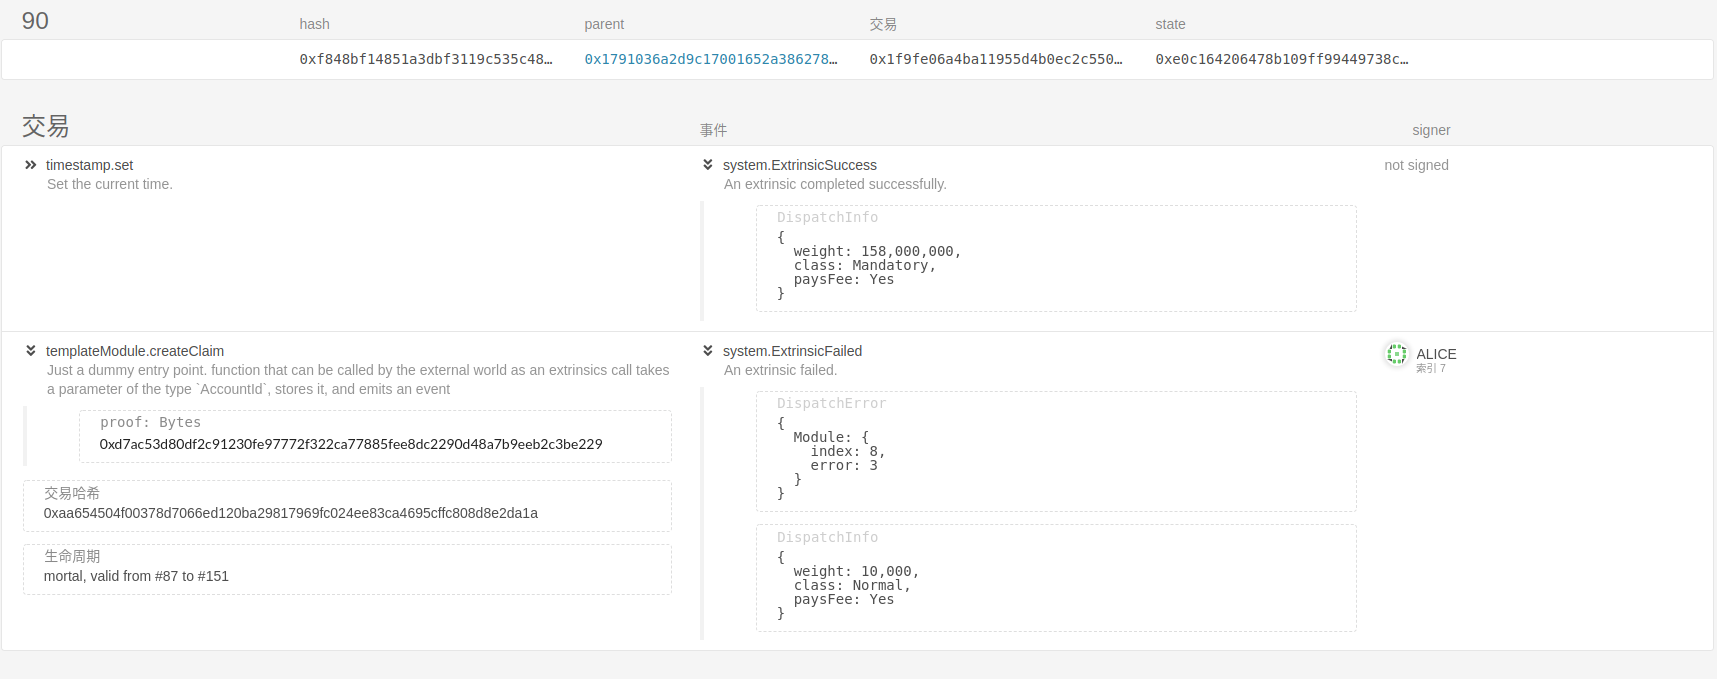 90 hash parent 交易 state
0xf848bf14851a3dbf3119c535c48… 0x1791036a2d9c17001652a386278… 0x1f9fe06a4ba11955d4b0ec2c550… 0xe0c164206478b109ff99449738c…
交易 事件 signer
timestamp.set
Set the current time.
system.ExtrinsicSuccess
An extrinsic completed successfully.
DispatchInfo
{
weight: 158,000,000,
class: Mandatory,
paysFee: Yes
}
not signed
templateModule.createClaim
Just a dummy entry point. function that can be called by the external world as an extrinsics call takes
a parameter of the type `AccountId`, stores it, and emits an event
proof: Bytes
0xd7ac53d80df2c91230fe97772f322ca77885fee8dc2290d48a7b9eeb2c3be229
交易哈希
0xaa654504f00378d7066ed120ba29817969fc024ee83ca4695cffc808d8e2da1a
生命周期
mortal, valid from #87 to #151
system.ExtrinsicFailed
An extrinsic failed.
DispatchError
{
Module: {
index: 8,
error: 3
}
}
DispatchInfo
{
weight: 10,000,
class: Normal,
paysFee: Yes
}
ALICE
索引 7